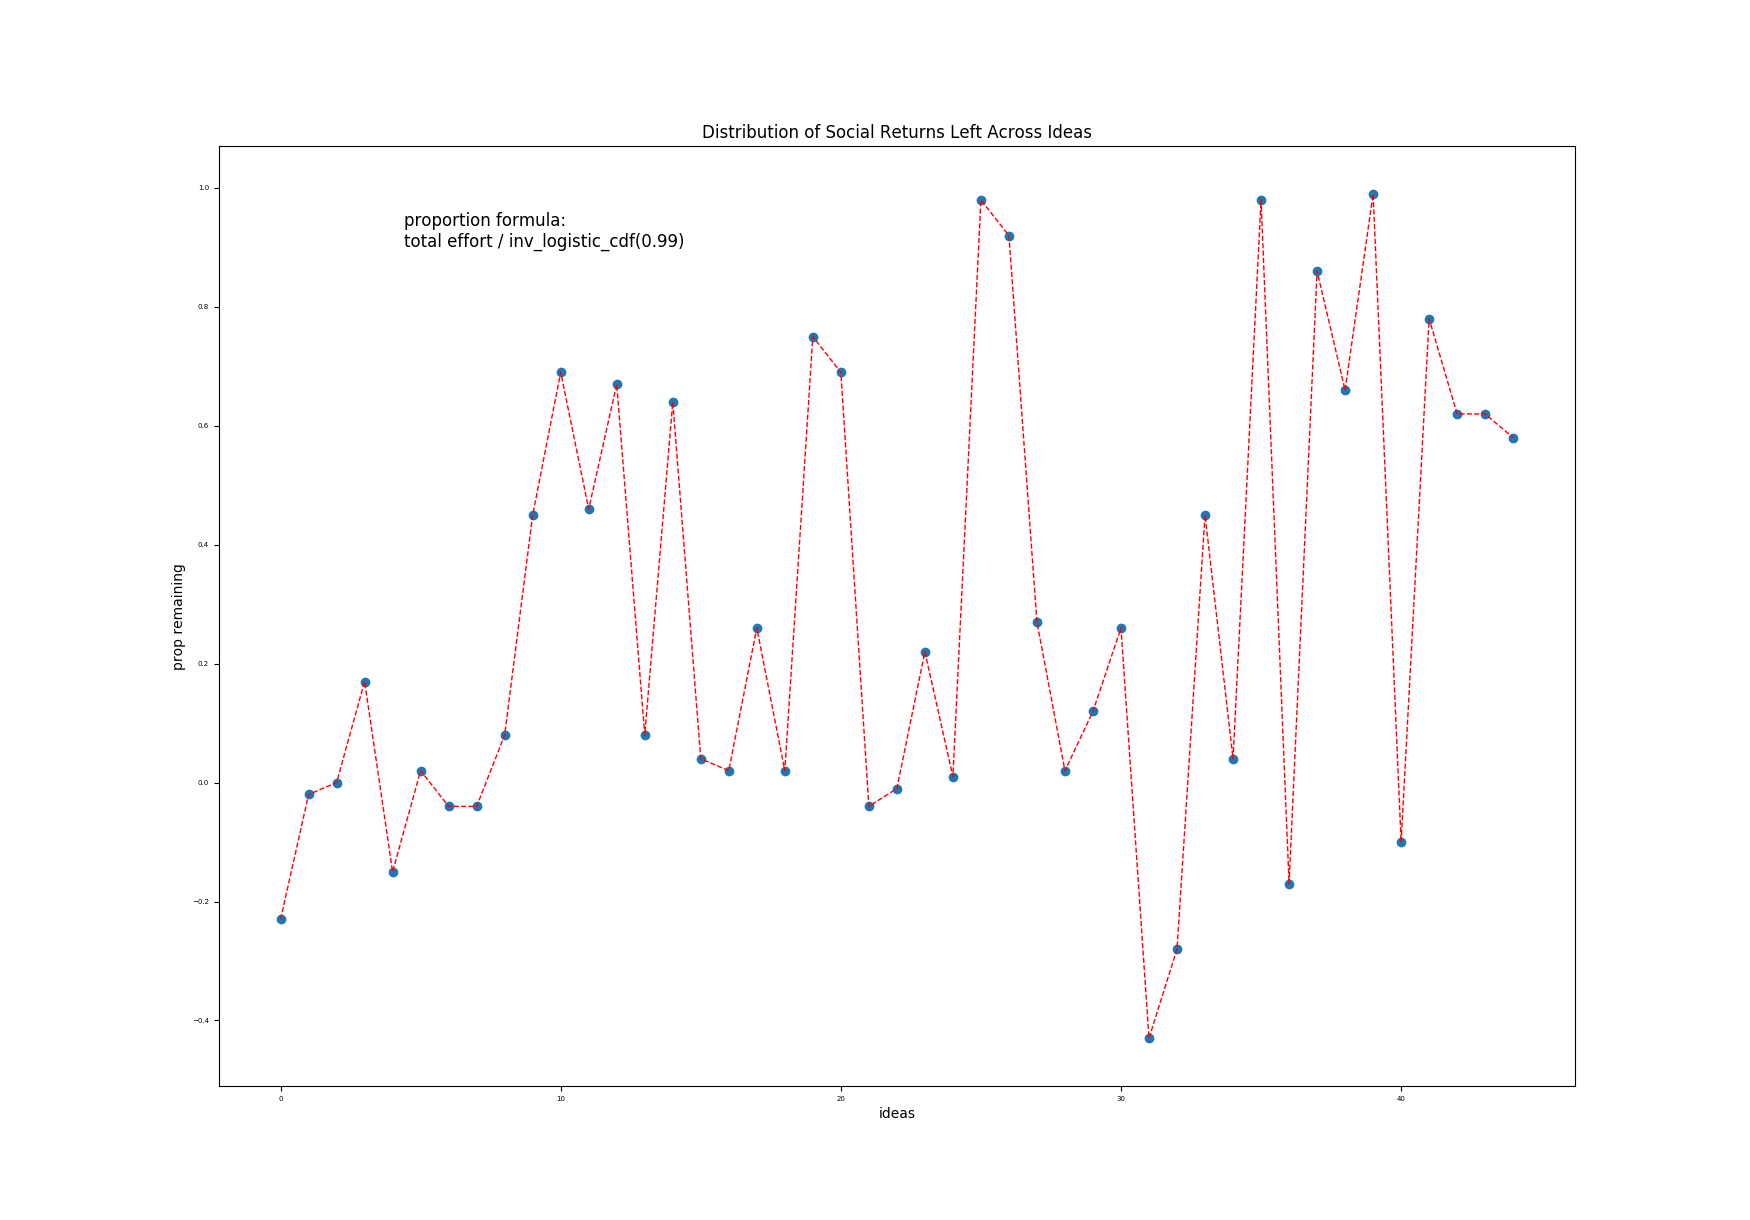 Distribution of Social Returns Left Across Ideas
proportion formula:
total effort / inv_logistic_cdf(0.99)
1.0
0.8
0.6
0.4
0.2
0.0
−0.2
−0.4
prop remaining
0 10 20 30 40
ideas